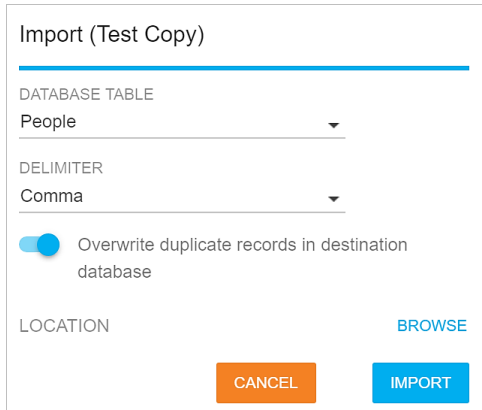 Import (Test Copy)
DATABASE TABLE
People
DELIMITER
Comma
Overwrite duplicate records in destination
database
LOCATION
BROWSE
CANCEL
IMPORT